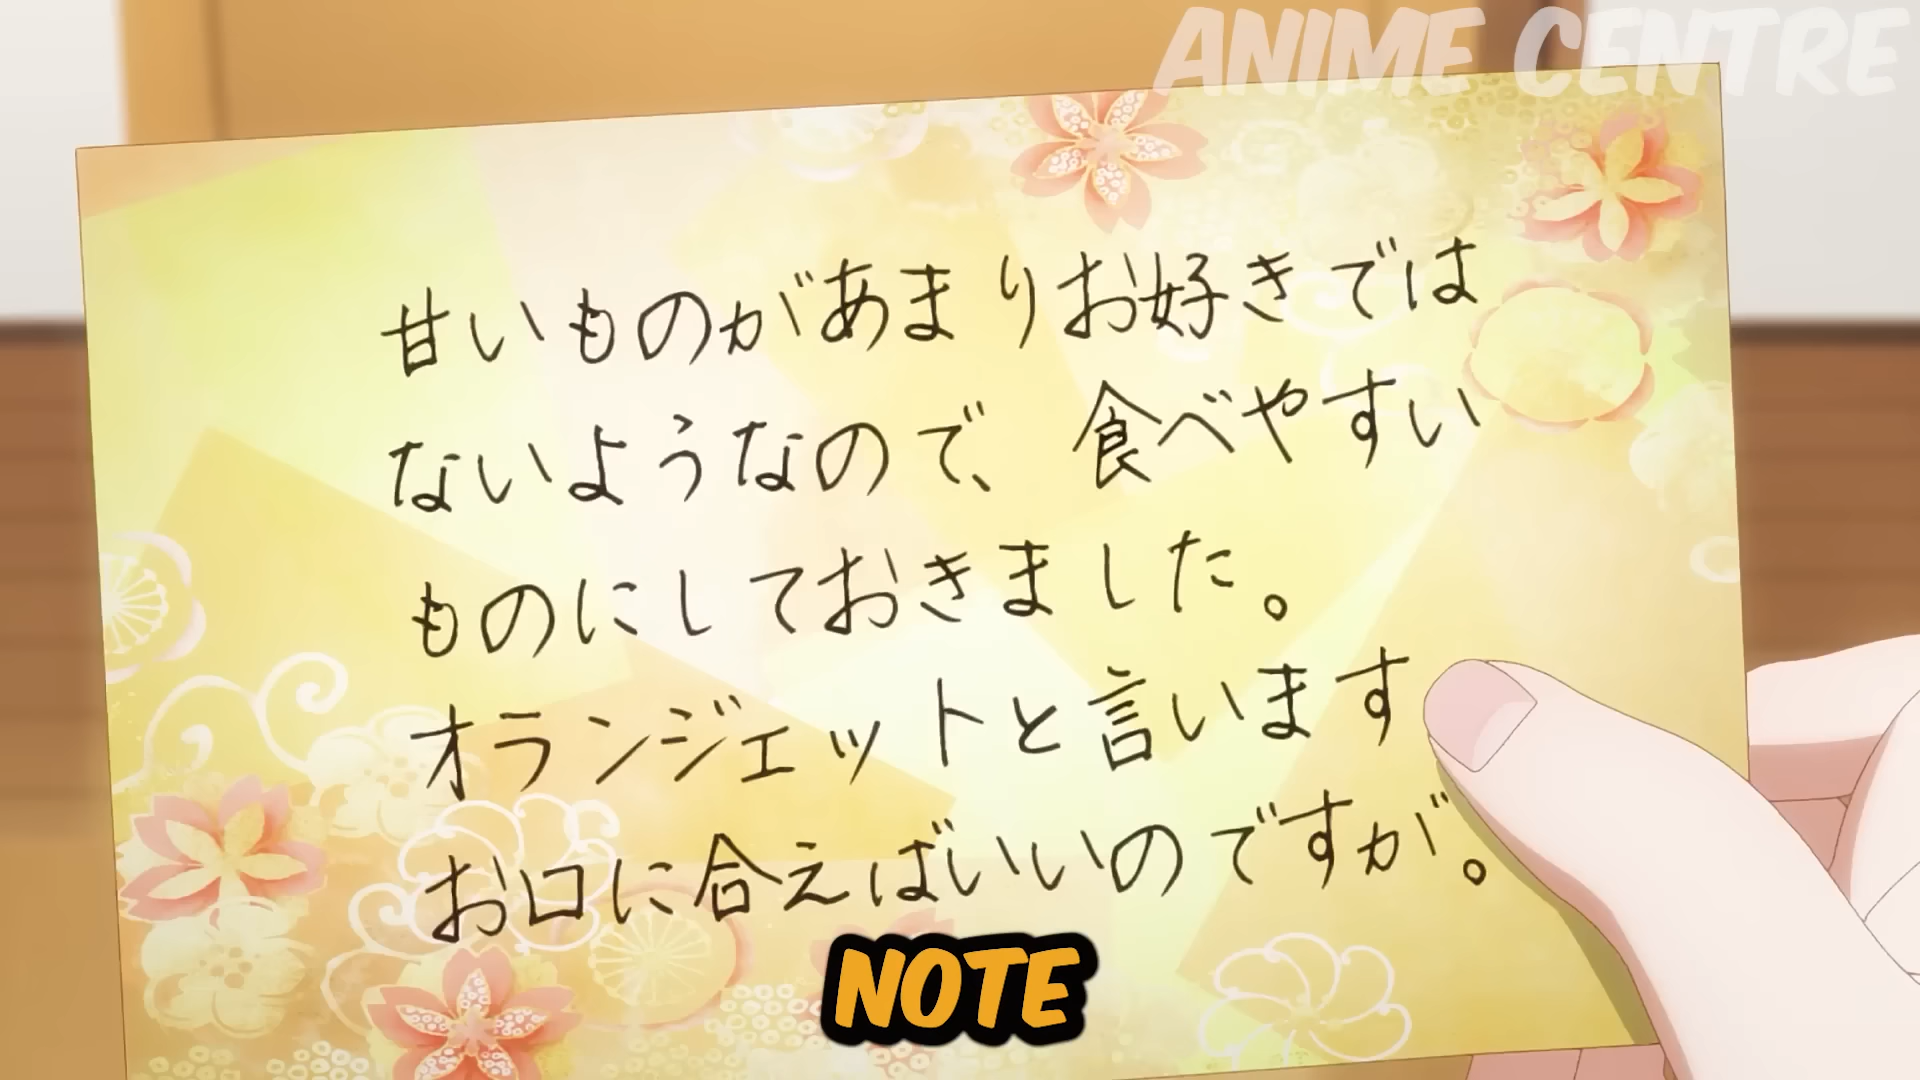 ANIME CENTRE
甘いものがあまりお好きでは
ないようなので、食べやすい
ものにしておきました。
オランジェットと言います
お口に合えばいいのですが。
NOTE